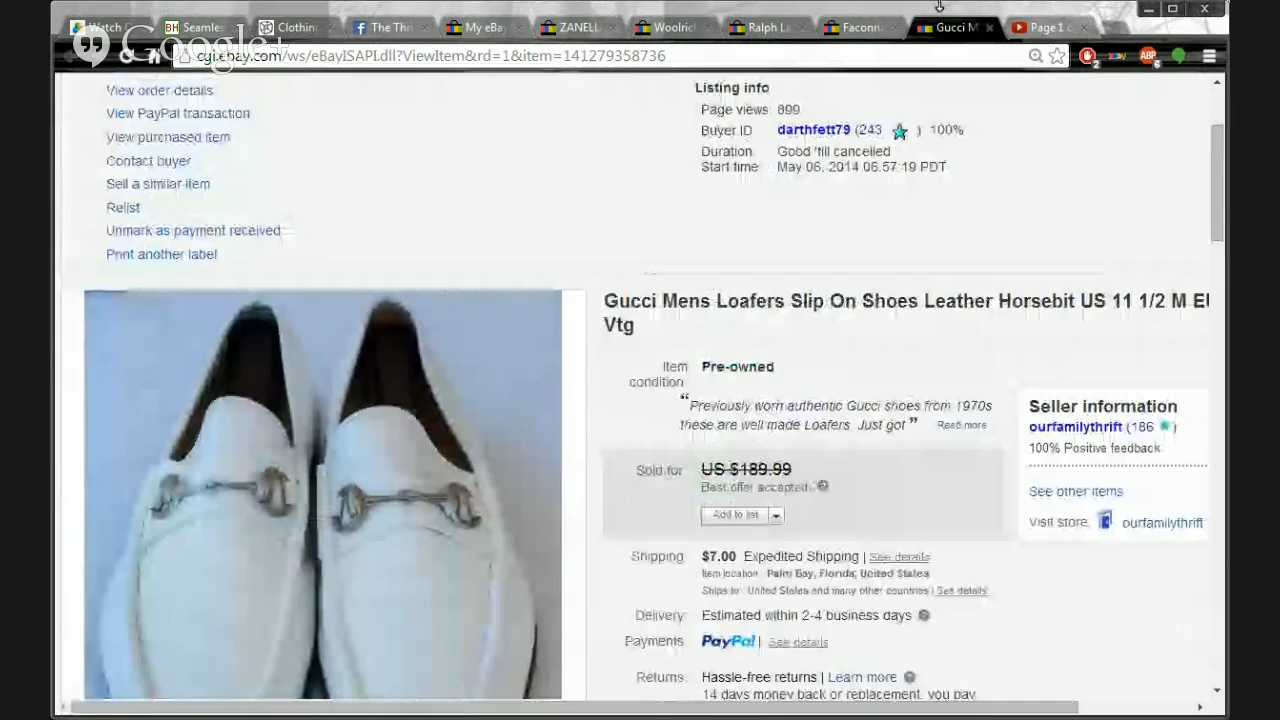 Watch
Seamles
Clothing
The Thr
My eBa
ZANELL
Woolric
Ralph La
Faconn
Gucci M
Page 1
Google+
cgi.ebay.com/ws/eBayISAPI.dll?ViewItem&rd=1&item=141279358736
View order details
View PayPal transaction
View purchased item
Contact buyer
Sell a similar item
Relist
Unmark as payment received
Print another label
Listing info
Page views 899
Buyer ID darthfett79 (243 ) 100%
Duration Good 'till cancelled
Start time: May 06, 2014 06:57:19 PDT
Gucci Mens Loafers Slip On Shoes Leather Horsebit US 11 1/2 M EU
Vtg
Item condition Pre-owned
“Previously worn authentic Gucci shoes from 1970s
these are well made Loafers Just got ” Read more
Sold for US $189.99
Best offer accepted
Add to list
Shipping: $7.00 Expedited Shipping | See details
Item location: Palm Bay, Florida, United States
Ships to: United States and many other countries | See details
Delivery: Estimated within 2-4 business days
Payments: PayPal | See details
Returns: Hassle-free returns | Learn more
14 days money back or replacement, you pay
Seller information
ourfamilythrift (186 )
100% Positive feedback
See other items
Visit store: ourfamilythrift